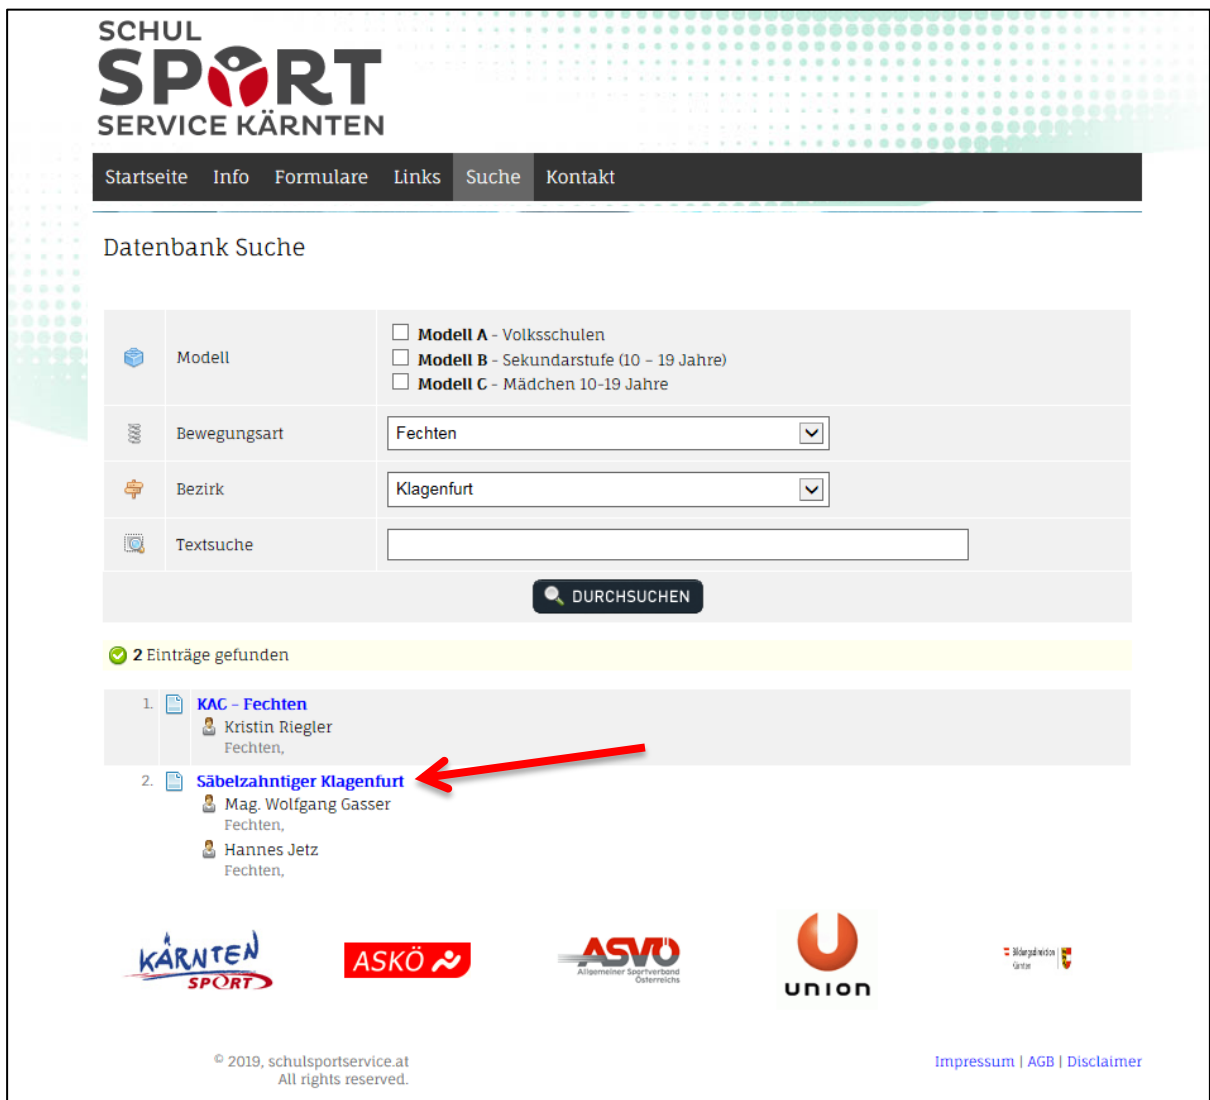 SCHUL
SPORT
SERVICE KÄRNTEN
Startseite Info Formulare Links Suche Kontakt
Datenbank Suche
Modell
Modell A - Volksschulen
Modell B - Sekundarstufe (10 – 19 Jahre)
Modell C - Mädchen 10-19 Jahre
Bewegungsart Fechten
Bezirk Klagenfurt
Textsuche
DURCHSUCHEN
2 Einträge gefunden
1. KAC – Fechten
Kristin Riegler
Fechten,
2. Säbelzahntiger Klagenfurt
Mag. Wolfgang Gasser
Fechten,
Hannes Jetz
Fechten,
KÄRNTEN
SPORT
ASKÖ
ASVÖ
Allgemeiner Sportverband
Österreichs
union
Bildungsdirektion
Kärnten
© 2019, schulsportservice.at
All rights reserved.
Impressum | AGB | Disclaimer